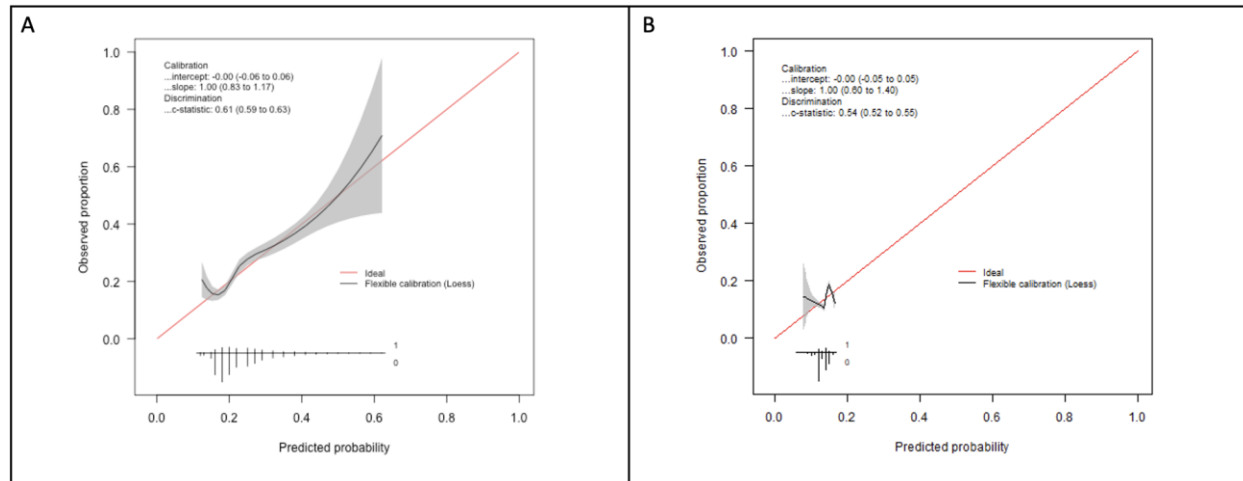 A
Calibration
...intercept: -0.00 (-0.06 to 0.06)
...slope: 1.00 (0.83 to 1.17)
Discrimination
...c-statistic: 0.61 (0.59 to 0.63)
1.0
0.8
0.6
0.4
0.2
0.0
Observed proportion
Ideal
Flexible calibration (Loess)
1
0
0.0 0.2 0.4 0.6 0.8 1.0
Predicted probability
B
Calibration
...intercept: -0.00 (-0.05 to 0.05)
...slope: 1.00 (0.60 to 1.40)
Discrimination
...c-statistic: 0.54 (0.52 to 0.55)
1.0
0.8
0.6
0.4
0.2
0.0
Observed proportion
Ideal
Flexible calibration (Loess)
1
0
0.0 0.2 0.4 0.6 0.8 1.0
Predicted probability